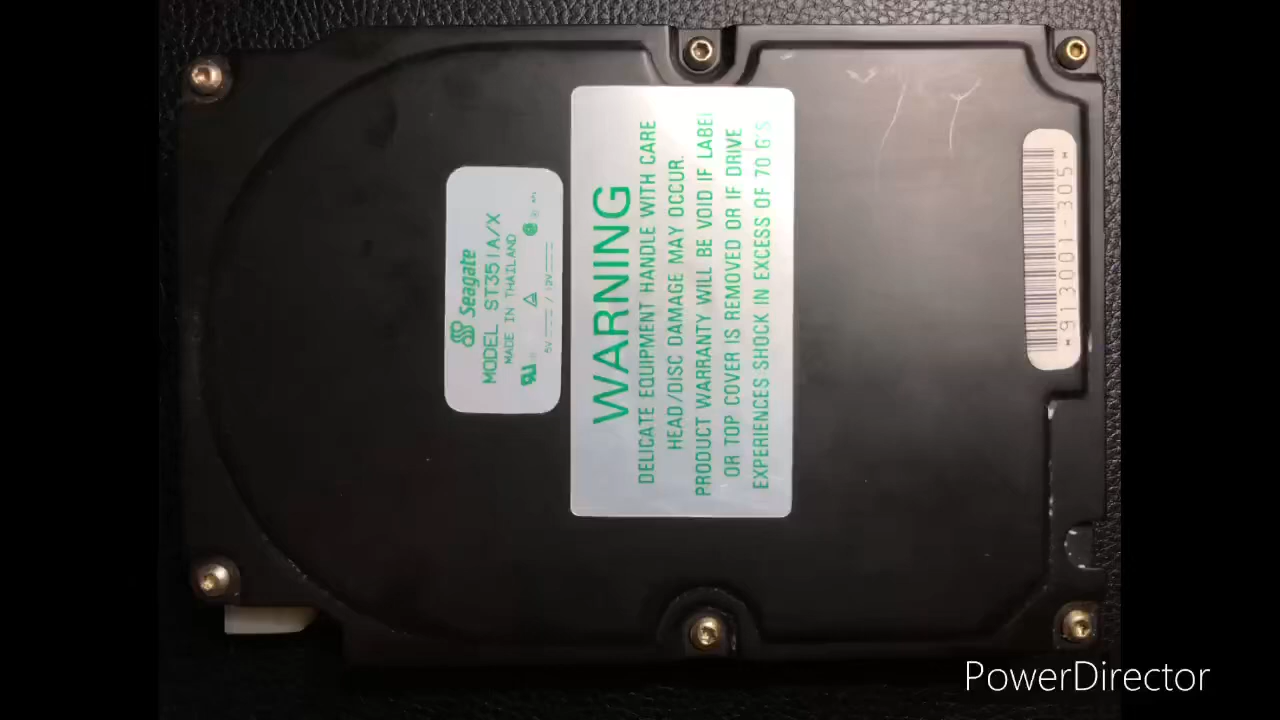 Seagate
MODEL ST351A/X
MADE IN THAILAND
5V / 12V
WARNING
DELICATE EQUIPMENT HANDLE WITH CARE
HEAD/DISC DAMAGE MAY OCCUR.
PRODUCT WARRANTY WILL BE VOID IF LABEL
OR TOP COVER IS REMOVED OR IF DRIVE
EXPERIENCES SHOCK IN EXCESS OF 70 G'S
*913001-305*
PowerDirector